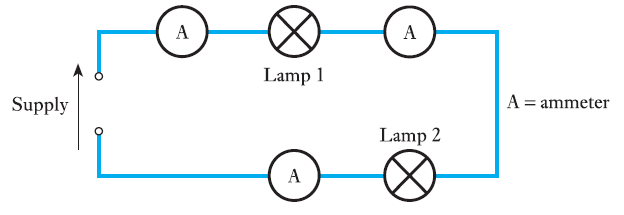 A
A
Lamp 1
Supply
A = ammeter
Lamp 2
A